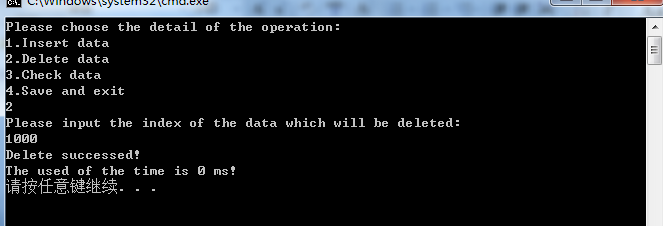 C:\Windows\system32\cmd.exe
Please choose the detail of the operation:
1.Insert data
2.Delete data
3.Check data
4.Save and exit
2
Please input the index of the data which will be deleted:
1000
Delete successed!
The used of the time is 0 ms!
请按任意键继续. . .